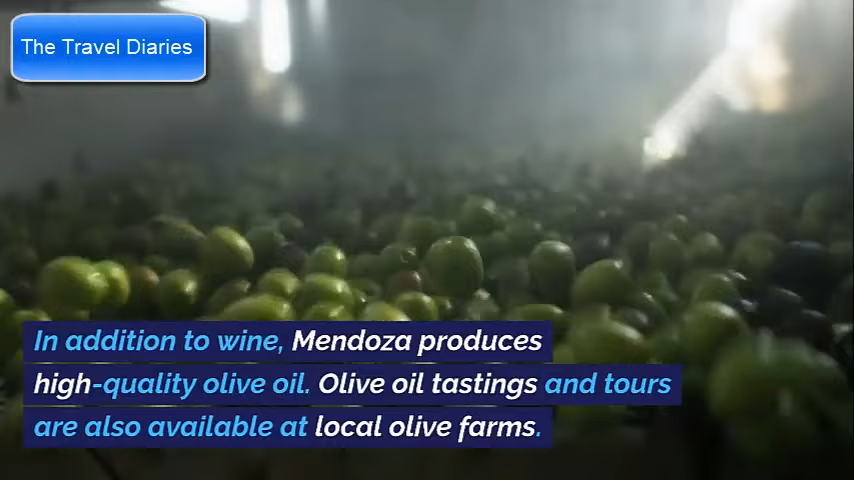 The Travel Diaries
In addition to wine, Mendoza produces
high-quality olive oil. Olive oil tastings and tours
are also available at local olive farms.